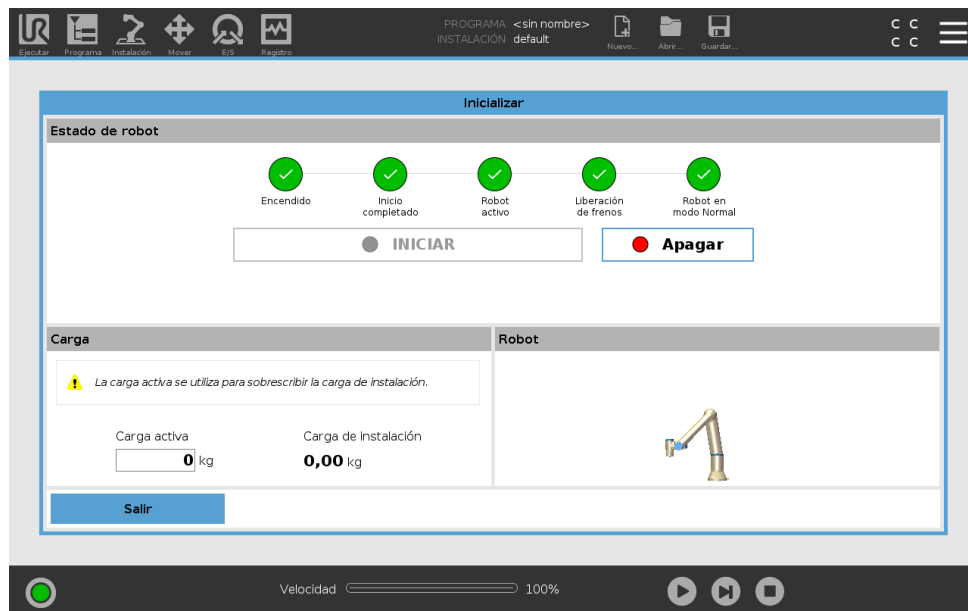 PROGRAMA <sin nombre>
INSTALACIÓN default
C C
C C
Ejecutar Programa Instalación Mover E/S Registro Nuevo... Abrir... Guardar...
Inicializar
Estado de robot
Encendido
Inicio
completado
Robot
activo
Liberación
de frenos
Robot en
modo Normal
INICIAR
Apagar
Carga
Robot
La carga activa se utiliza para sobrescribir la carga de instalación.
Carga activa
0 kg
Carga de instalación
0,00 kg
Salir
Velocidad 100%